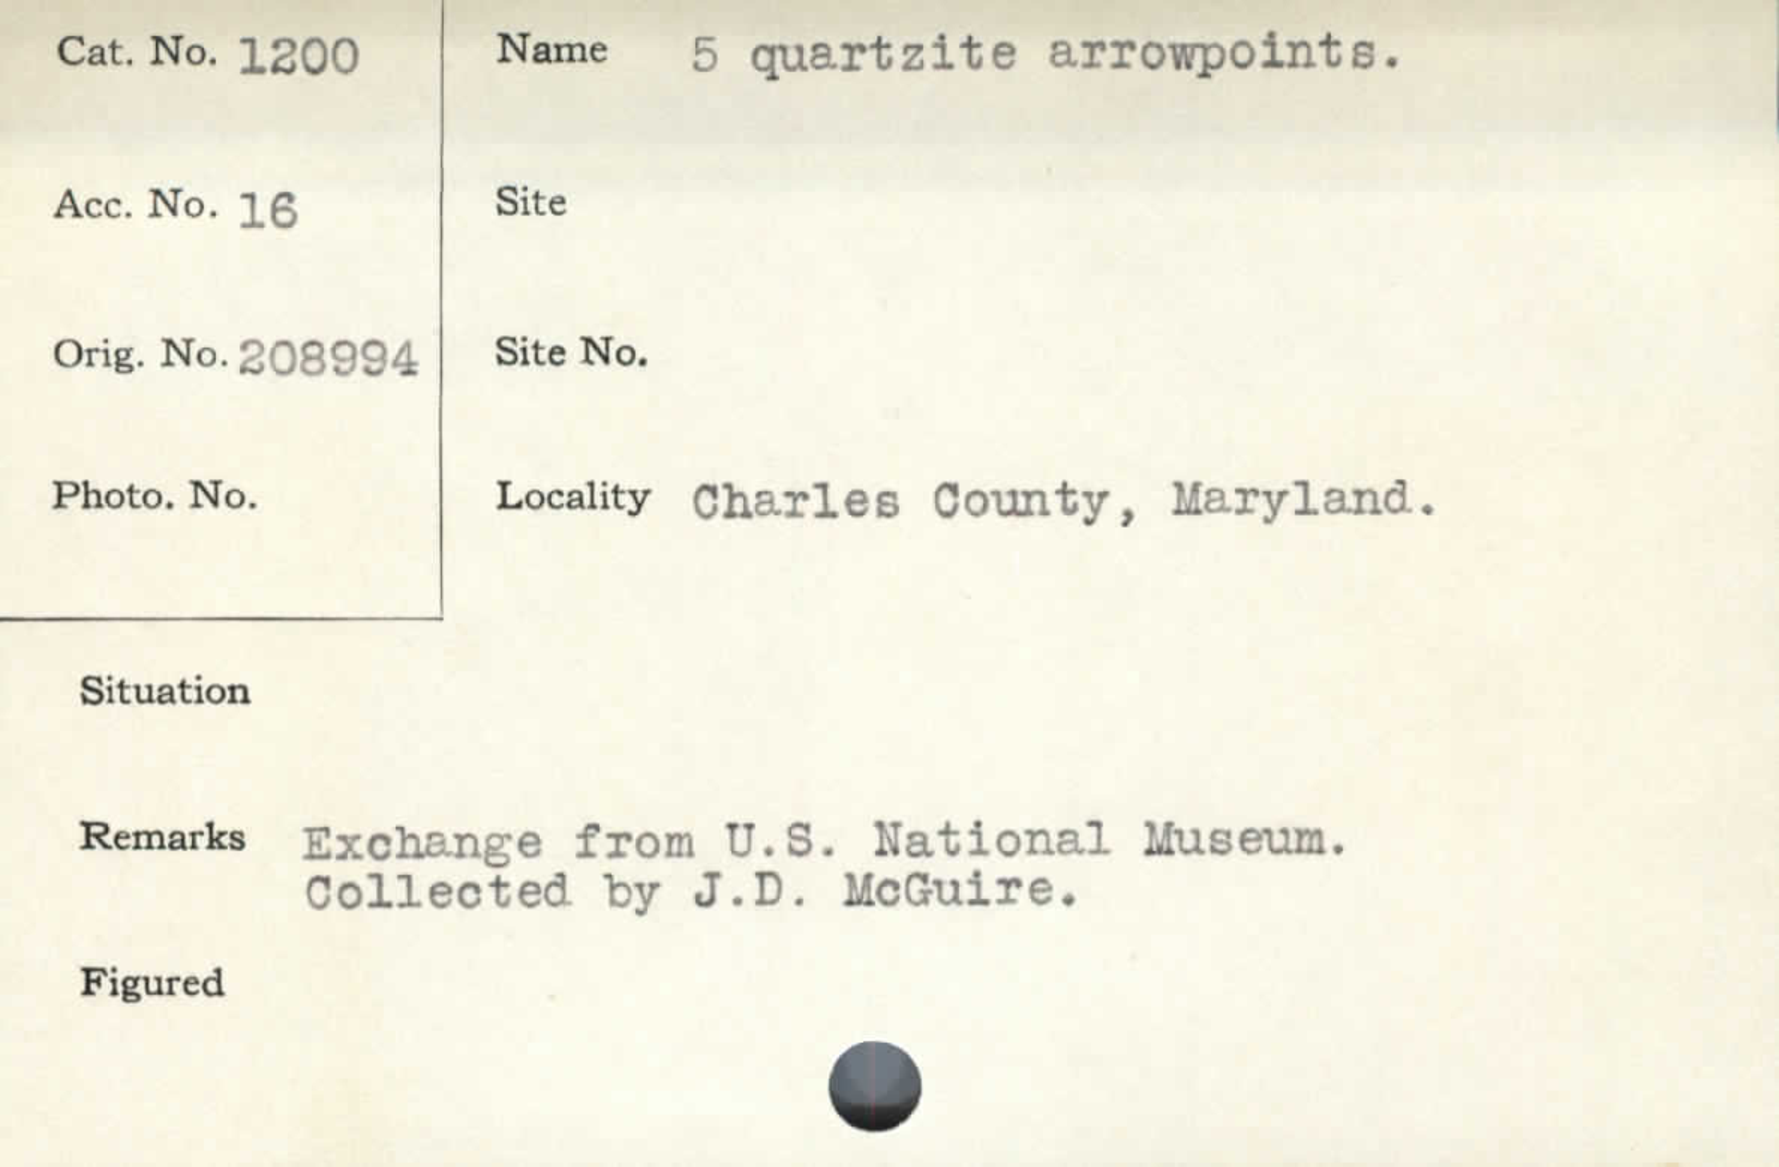 Cat. No. 1200
Name 5 quartzite arrowpoints.
Acc. No. 16
Site
Orig. No. 208994
Site No.
Photo. No.
Locality Charles County, Maryland.
Situation
Remarks Exchange from U.S. National Museum.
Collected by J.D. McGuire.
Figured